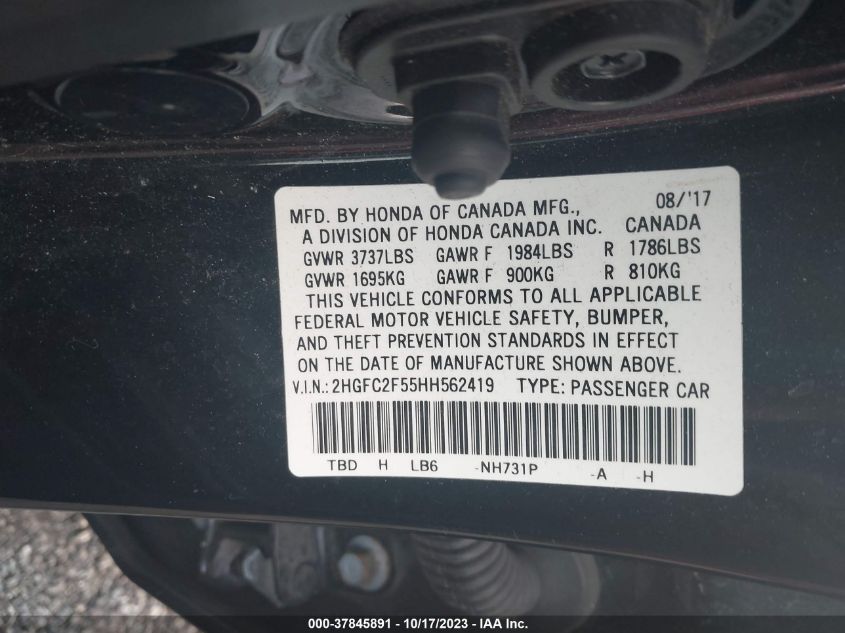 08/'17
MFD. BY HONDA OF CANADA MFG.,
A DIVISION OF HONDA CANADA INC. CANADA
GVWR 3737LBS GAWR F 1984LBS R 1786LBS
GVWR 1695KG GAWR F 900KG R 810KG
THIS VEHICLE CONFORMS TO ALL APPLICABLE
FEDERAL MOTOR VEHICLE SAFETY, BUMPER,
AND THEFT PREVENTION STANDARDS IN EFFECT
ON THE DATE OF MANUFACTURE SHOWN ABOVE.
V.I.N.: 2HGFC2F55HH562419 TYPE: PASSENGER CAR
TBD H LB6 -NH731P -A -H
000-37845891 - 10/17/2023 - IAA Inc.